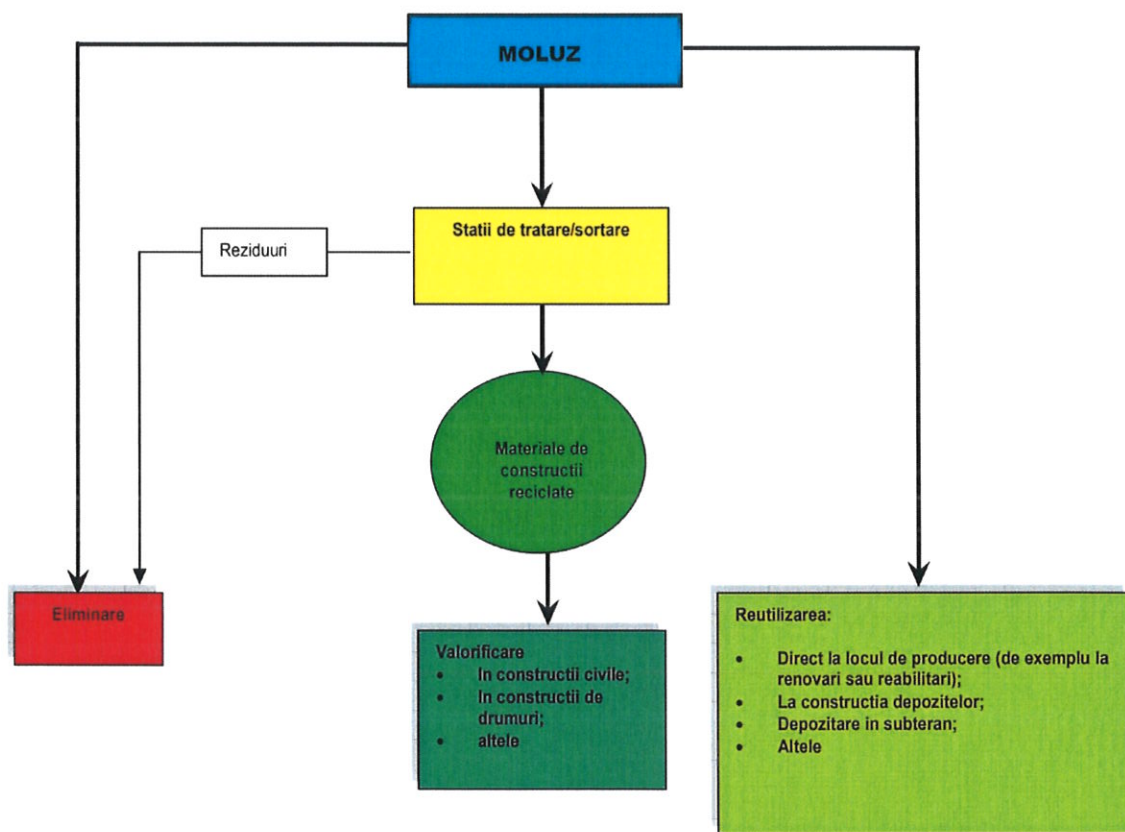 MOLUZ
Statii de tratare/sortare
Reziduuri
Materiale de
constructii
reciclate
Eliminare
Valorificare
• In constructii civile;
• In constructii de
drumuri;
• altele
Reutilizarea:
• Direct la locul de producere (de exemplu la
renovari sau reabilitari);
• La constructia depozitelor;
• Depozitare in subteran;
• Altele